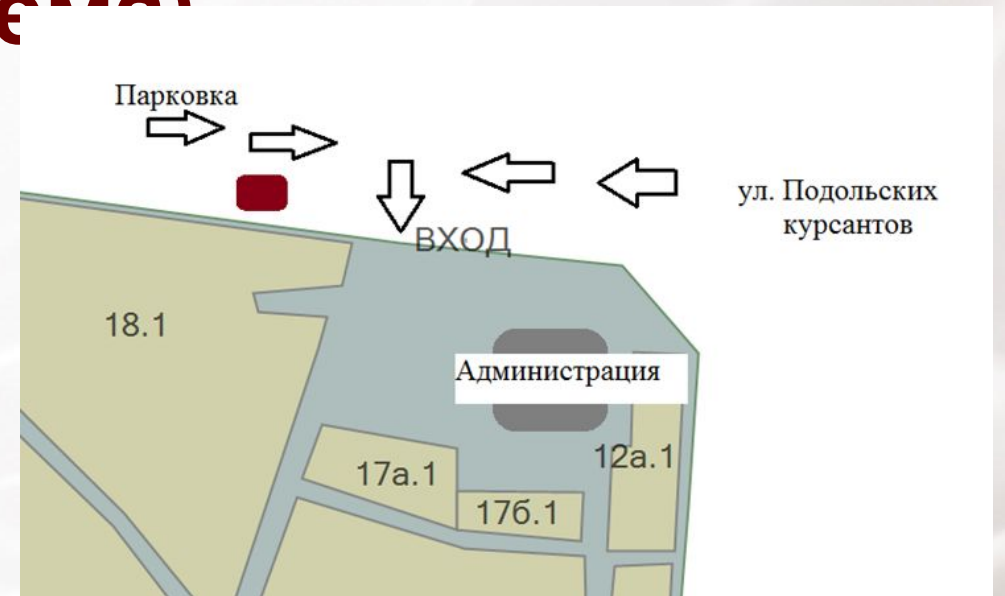 Парковка
ул. Подольских
курсантов
ВХОД
18.1
Администрация
12а.1
17а.1
17б.1